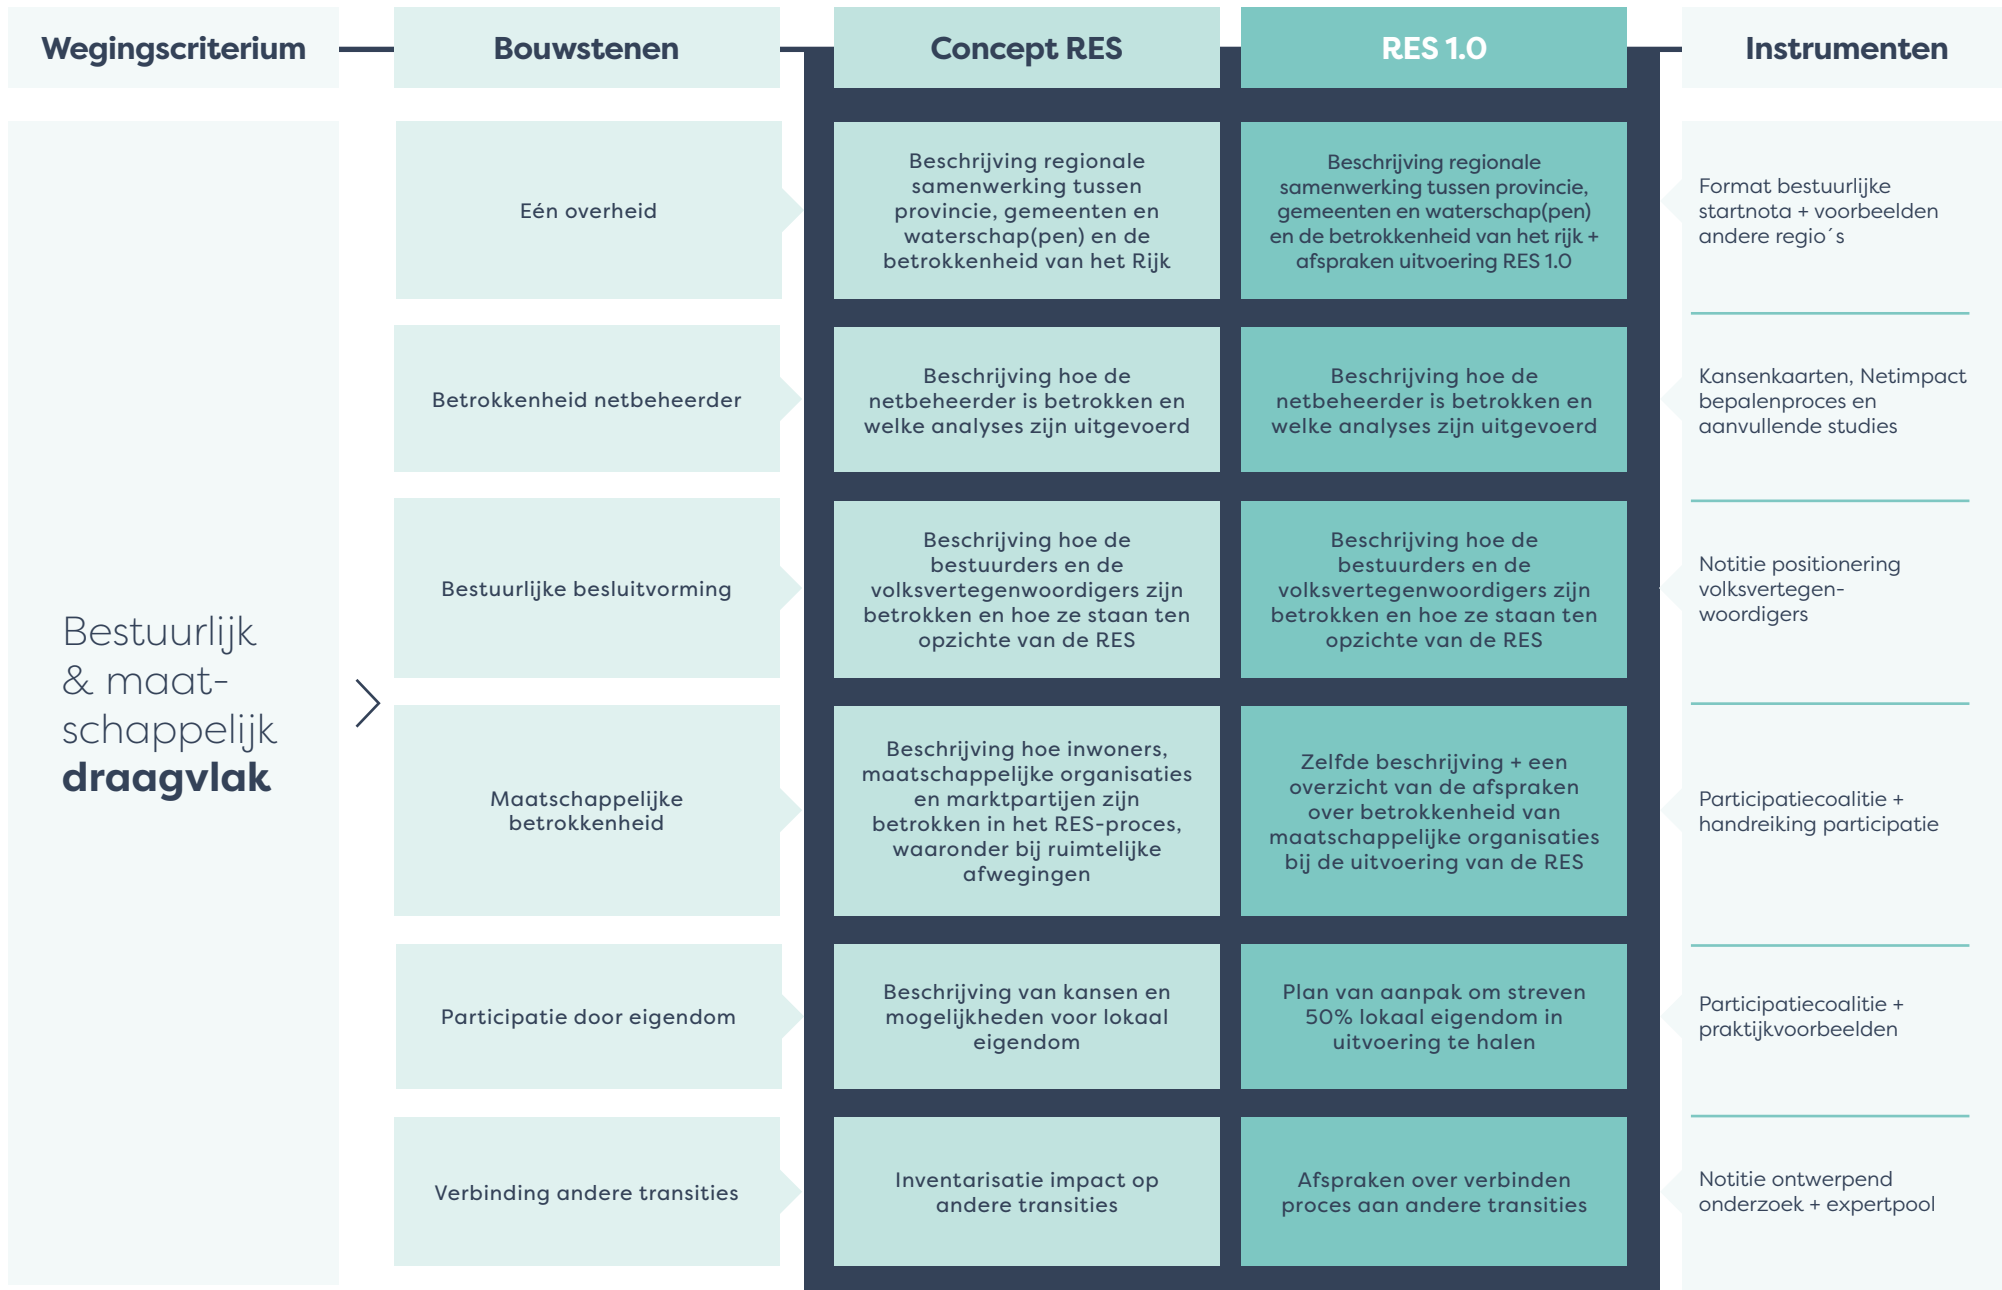 Wegingscriterium
Bouwstenen
Concept RES
RES 1.0
Instrumenten
Bestuurlijk
& maat-
schappelijk
draagvlak
Eén overheid
Beschrijving regionale
samenwerking tussen
provincie, gemeenten en
waterschap(pen) en de
betrokkenheid van het Rijk
Beschrijving regionale
samenwerking tussen provincie,
gemeenten en waterschap(pen)
en de betrokkenheid van het rijk +
afspraken uitvoering RES 1.0
Format bestuurlijke
startnota + voorbeelden
andere regio´s
Betrokkenheid netbeheerder
Beschrijving hoe de
netbeheerder is betrokken en
welke analyses zijn uitgevoerd
Beschrijving hoe de
netbeheerder is betrokken en
welke analyses zijn uitgevoerd
Kansenkaarten, Netimpact
bepalenproces en
aanvullende studies
Bestuurlijke besluitvorming
Beschrijving hoe de
bestuurders en de
volksvertegenwoordigers zijn
betrokken en hoe ze staan ten
opzichte van de RES
Beschrijving hoe de
bestuurders en de
volksvertegenwoordigers zijn
betrokken en hoe ze staan ten
opzichte van de RES
Notitie positionering
volksvertegen-
woordigers
Maatschappelijke
betrokkenheid
Beschrijving hoe inwoners,
maatschappelijke organisaties
en marktpartijen zijn
betrokken in het RES-proces,
waaronder bij ruimtelijke
afwegingen
Zelfde beschrijving + een
overzicht van de afspraken
over betrokkenheid van
maatschappelijke organisaties
bij de uitvoering van de RES
Participatiecoalitie +
handreiking participatie
Participatie door eigendom
Beschrijving van kansen en
mogelijkheden voor lokaal
eigendom
Plan van aanpak om streven
50% lokaal eigendom in
uitvoering te halen
Participatiecoalitie +
praktijkvoorbeelden
Verbinding andere transities
Inventarisatie impact op
andere transities
Afspraken over verbinden
proces aan andere transities
Notitie ontwerpend
onderzoek + expertpool